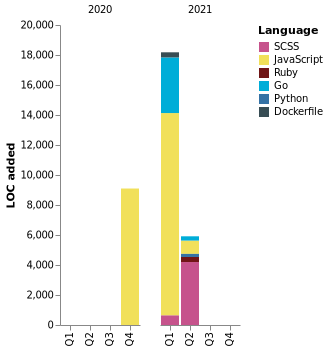 2020
2021
LOC added
20,000
18,000
16,000
14,000
12,000
10,000
8,000
6,000
4,000
2,000
0
Q1
Q2
Q3
Q4
Q1
Q2
Q3
Q4
Language
SCSS
JavaScript
Ruby
Go
Python
Dockerfile